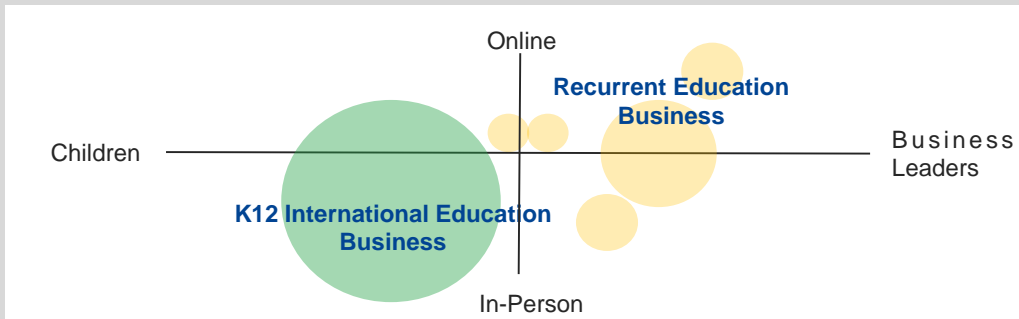 Online
Recurrent Education
Business
Children
Business
Leaders
K12 International Education
Business
In-Person